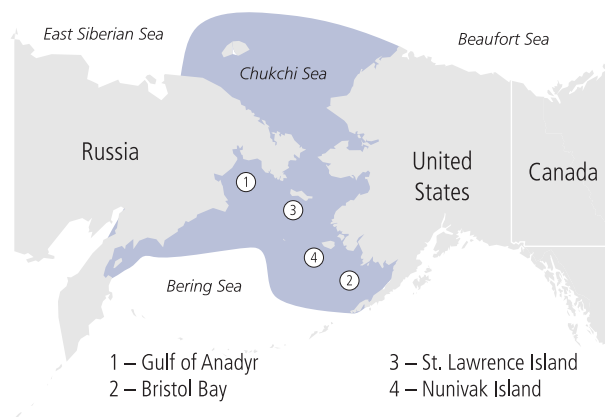 East Siberian Sea
Beaufort Sea
Chukchi Sea
Russia
United
States
Canada
1
3
4
2
Bering Sea
1 – Gulf of Anadyr
2 – Bristol Bay
3 – St. Lawrence Island
4 – Nunivak Island